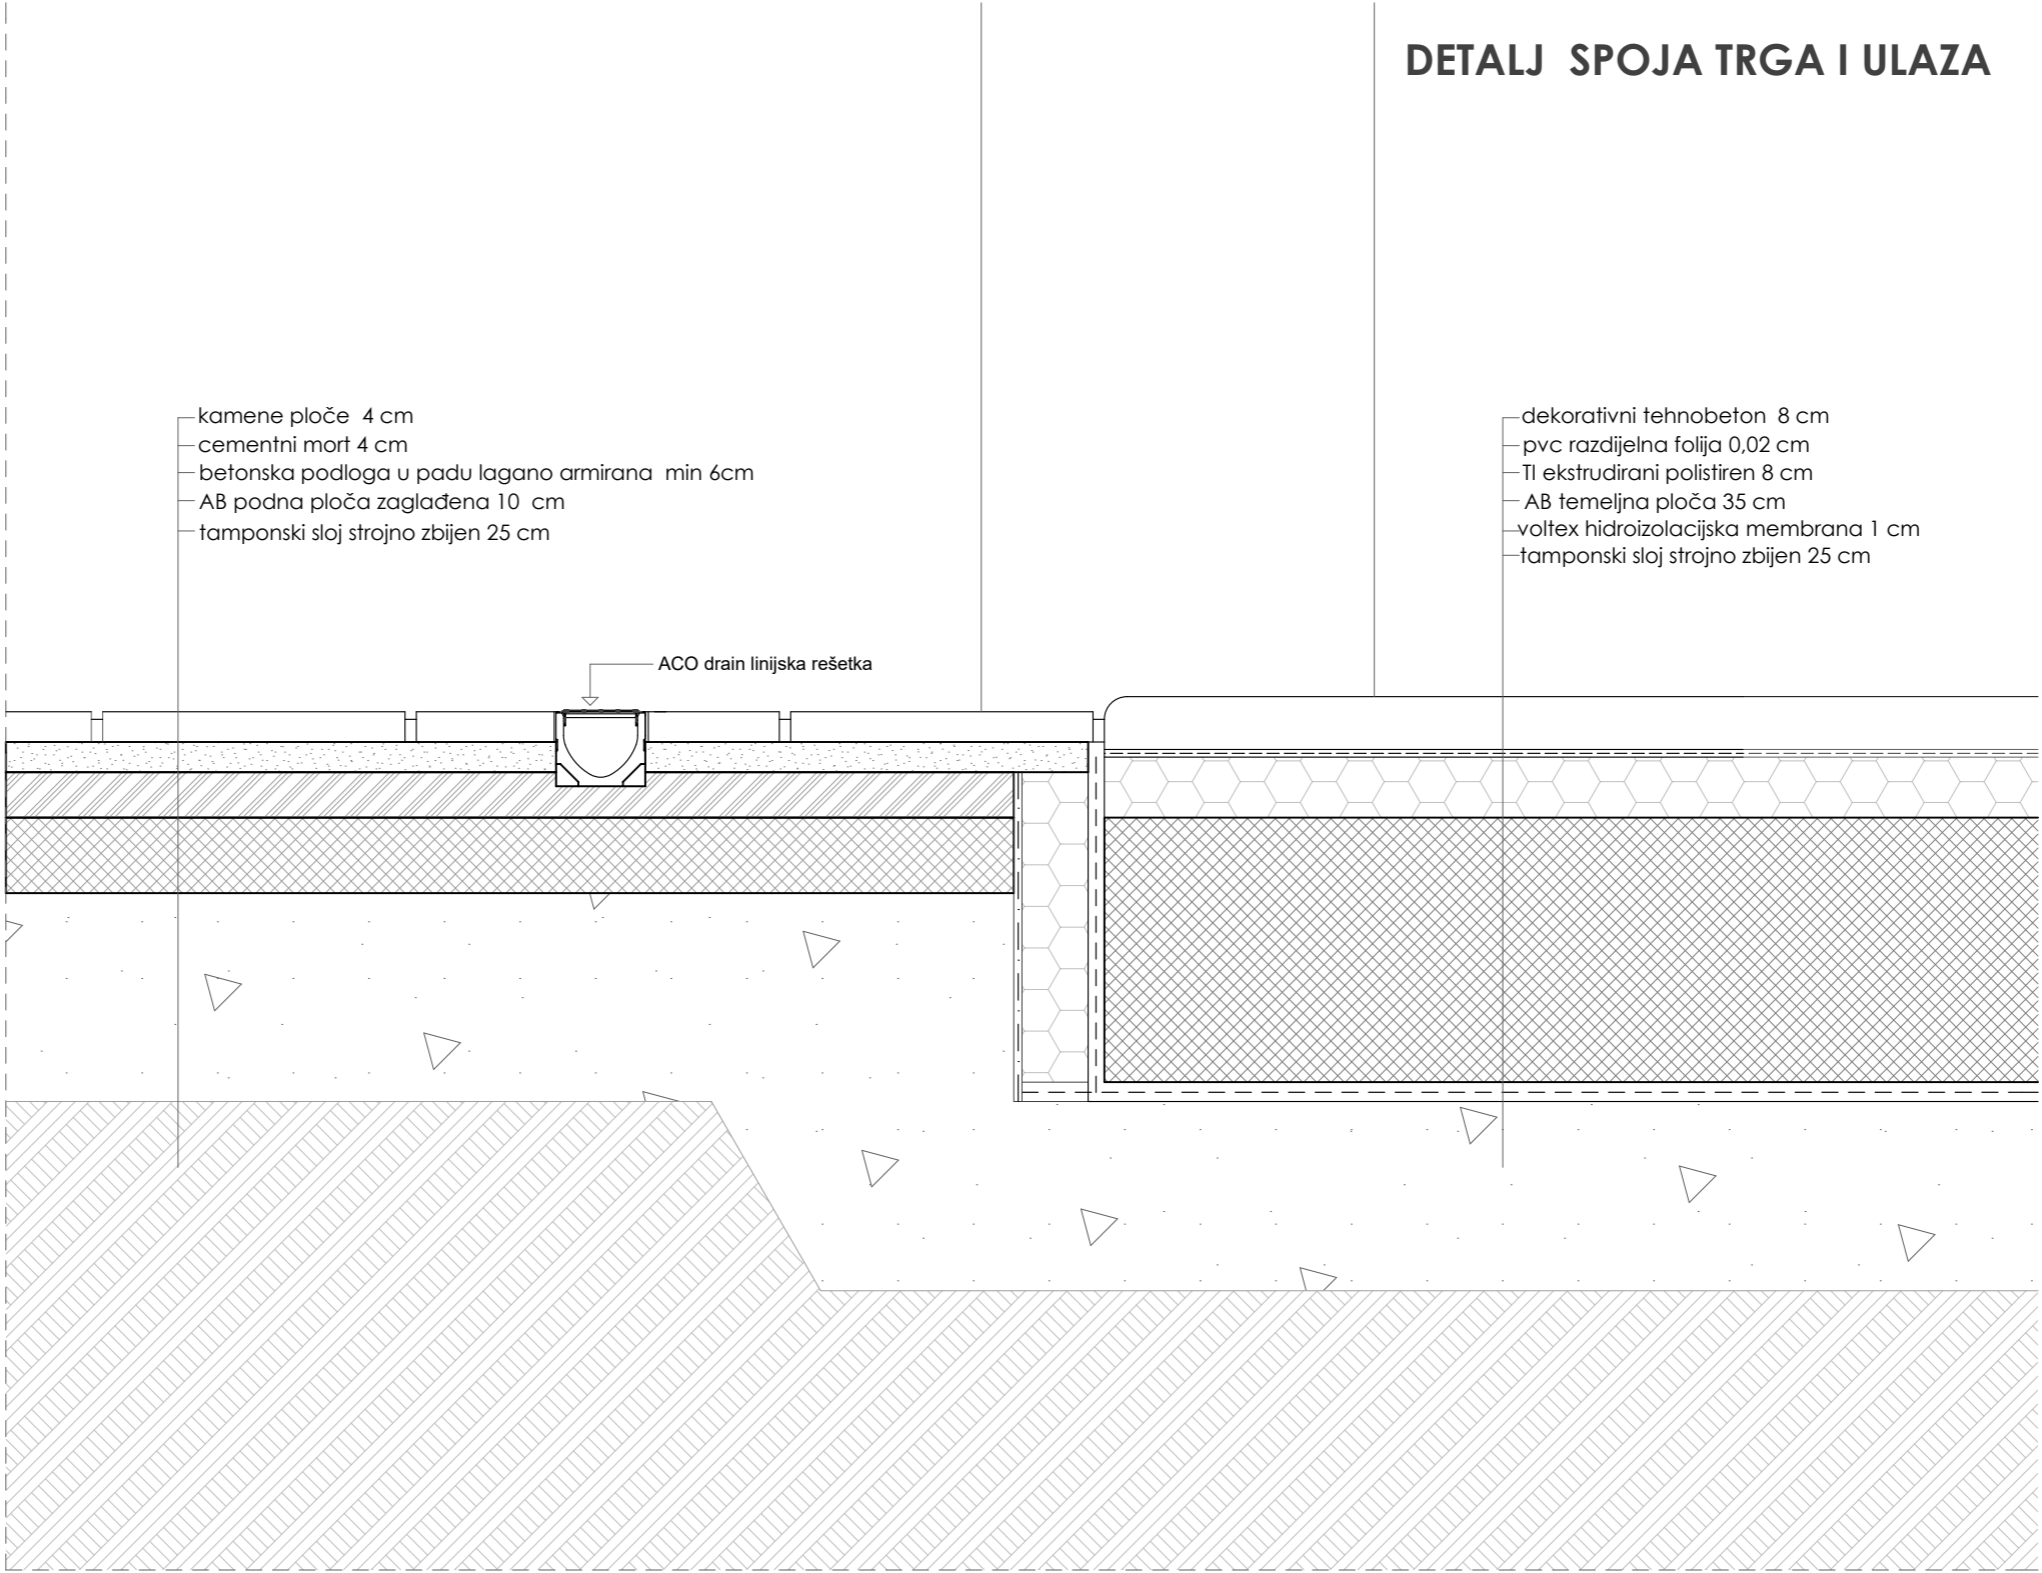 DETALJ SPOJA TRGA I ULAZA
kamene ploče 4 cm
cementni mort 4 cm
betonska podloga u padu lagano armirana min 6cm
AB podna ploča zaglađena 10 cm
tamponski sloj strojno zbijen 25 cm
dekorativni tehnobeton 8 cm
pvc razdijelna folija 0,02 cm
TI ekstrudirani polistiren 8 cm
AB temeljna ploča 35 cm
voltex hidroizolacijska membrana 1 cm
tamponski sloj strojno zbijen 25 cm
ACO drain linijska rešetka